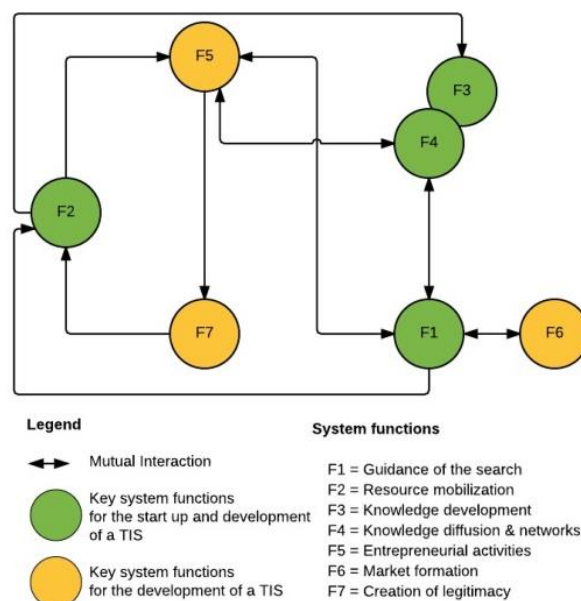 F5
F3
F4
F2
F7
F1
F6
Legend
Mutual Interaction
Key system functions
for the start up and development
of a TIS
Key system functions
for the development of a TIS
System functions
F1 = Guidance of the search
F2 = Resource mobilization
F3 = Knowledge development
F4 = Knowledge diffusion & networks
F5 = Entrepreneurial activities
F6 = Market formation
F7 = Creation of legitimacy